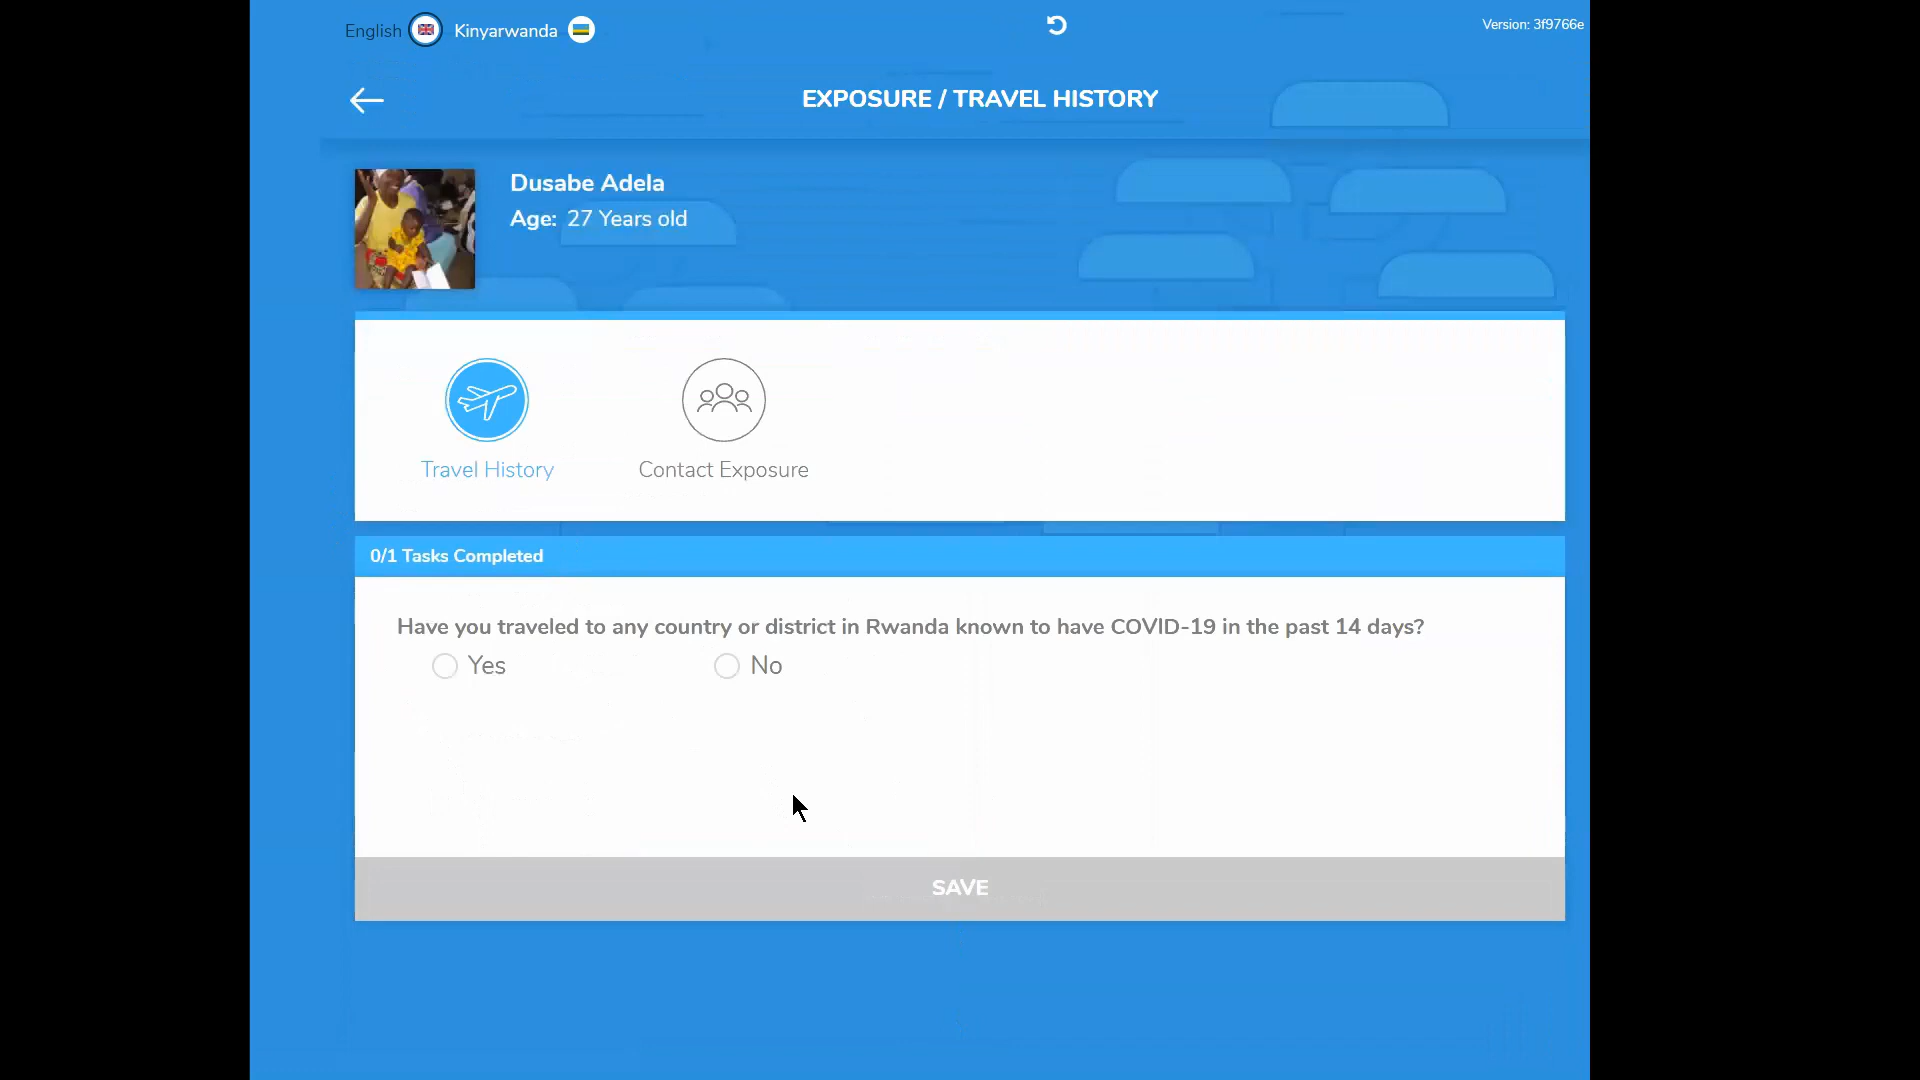 English
Kinyarwanda
Version: 3f9766e
EXPOSURE / TRAVEL HISTORY
Dusabe Adela
Age: 27 Years old
Travel History
Contact Exposure
0/1 Tasks Completed
Have you traveled to any country or district in Rwanda known to have COVID-19 in the past 14 days?
Yes
No
SAVE